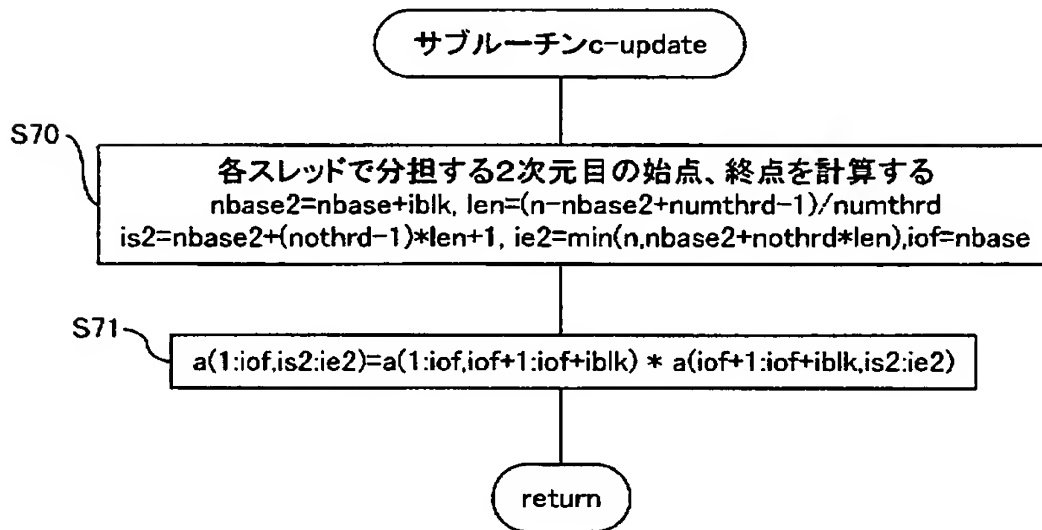 サブルーチンc-update
S70
各スレッドで分担する2次元目の始点、終点を計算する
nbase2=nbase+iblk, len=(n-nbase2+numthrd-1)/numthrd
is2=nbase2+(nothrd-1)*len+1, ie2=min(n,nbase2+nothrd*len),iof=nbase
S71
a(1:iof,is2:ie2)=a(1:iof,iof+1:iof+iblk) * a(iof+1:iof+iblk,is2:ie2)
return